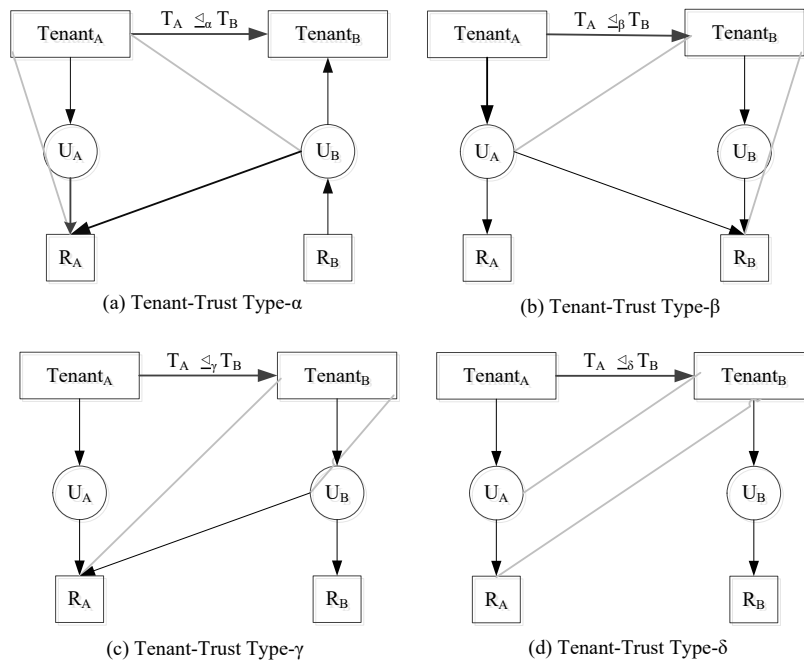 Tenant_A T_A ⊴_α T_B Tenant_B
U_A U_B
R_A R_B
(a) Tenant-Trust Type-α
Tenant_A T_A ⊴_β T_B Tenant_B
U_A U_B
R_A R_B
(b) Tenant-Trust Type-β
Tenant_A T_A ⊴_γ T_B Tenant_B
U_A U_B
R_A R_B
(c) Tenant-Trust Type-γ
Tenant_A T_A ⊴_δ T_B Tenant_B
U_A U_B
R_A R_B
(d) Tenant-Trust Type-δ